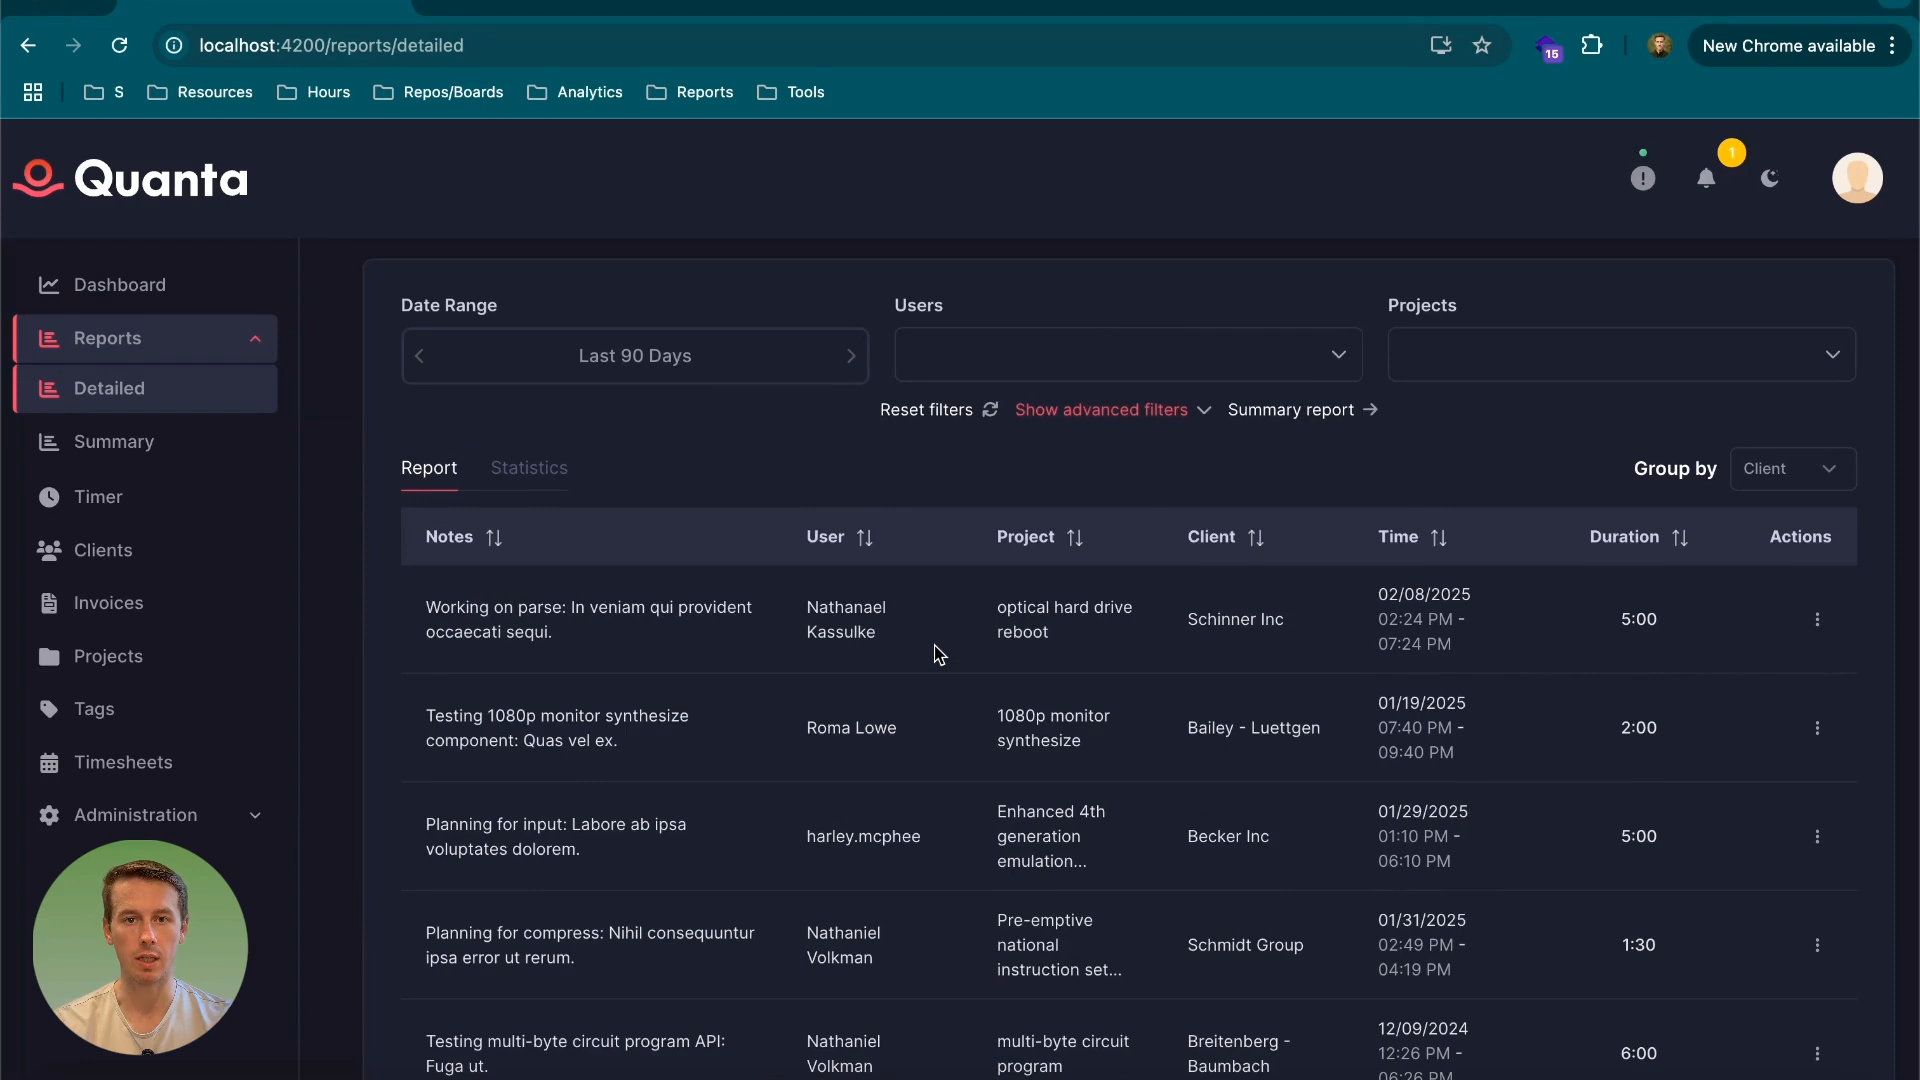 localhost:4200/reports/detailed
15
New Chrome available
S
Resources
Hours
Repos/Boards
Analytics
Reports
Tools
Quanta
1
Dashboard
Reports
Detailed
Summary
Timer
Clients
Invoices
Projects
Tags
Timesheets
Administration
Date Range
Users
Projects
Last 90 Days
Reset filters
Show advanced filters
Summary report
Report
Statistics
Group by
Client
Notes
User
Project
Client
Time
Duration
Actions
Working on parse: In veniam qui provident
occaecati sequi.
Nathanael
Kassulke
optical hard drive
reboot
Schinner Inc
02/08/2025
02:24 PM -
07:24 PM
5:00
Testing 1080p monitor synthesize
component: Quas vel ex.
Roma Lowe
1080p monitor
synthesize
Bailey - Luettgen
01/19/2025
07:40 PM -
09:40 PM
2:00
Planning for input: Labore ab ipsa
voluptates dolorem.
harley.mcphee
Enhanced 4th
generation
emulation...
Becker Inc
01/29/2025
01:10 PM -
06:10 PM
5:00
Planning for compress: Nihil consequuntur
ipsa error ut rerum.
Nathaniel
Volkman
Pre-emptive
national
instruction set...
Schmidt Group
01/31/2025
02:49 PM -
04:19 PM
1:30
Testing multi-byte circuit program API:
Fuga ut.
Nathaniel
Volkman
multi-byte circuit
program
Breitenberg -
Baumbach
12/09/2024
12:26 PM -
06:26 PM
6:00